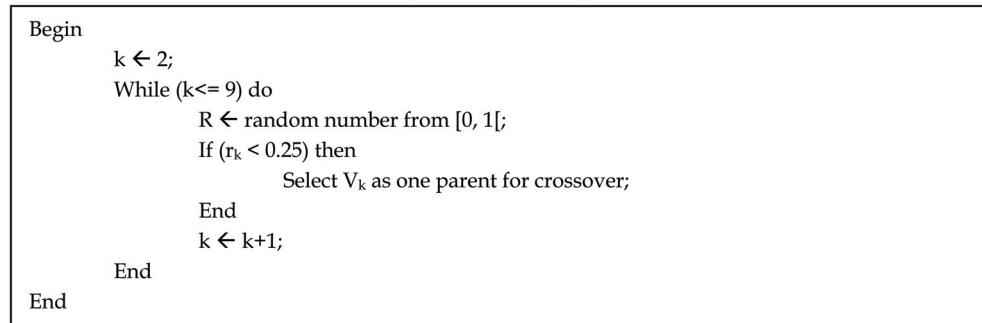 Begin
k ← 2;
While (k<= 9) do
R ← random number from [0, 1[;
If (rk < 0.25) then
Select Vk as one parent for crossover;
End
k ← k+1;
End
End